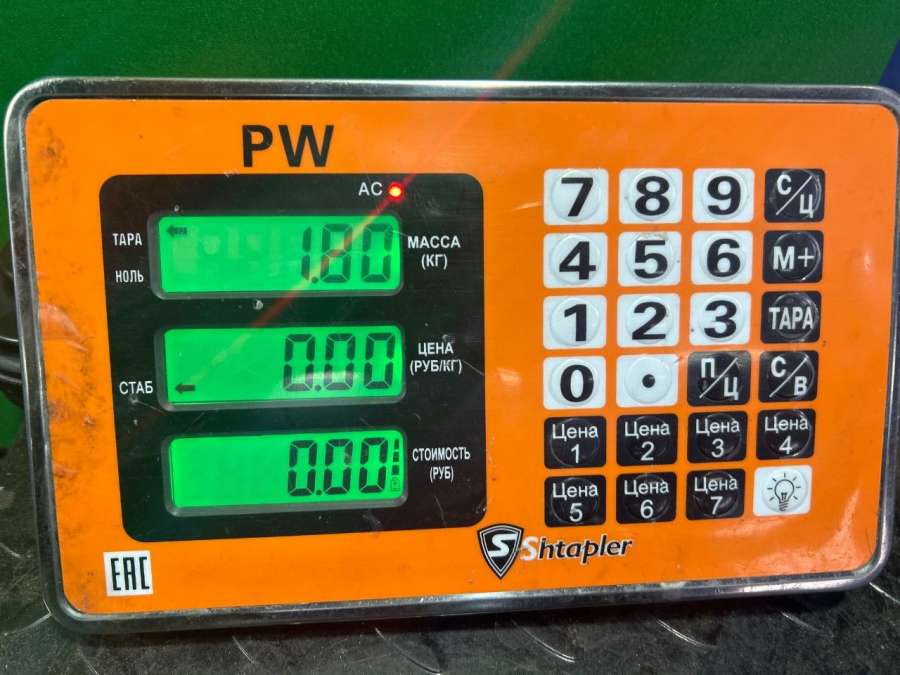 PW
AC
ТАРА
НОЛЬ
1.80
МАССА
(КГ)
СТАБ
0.00
ЦЕНА
(РУБ/КГ)
0.00
СТОИМОСТЬ
(РУБ)
7 8 9 С/Ц
4 5 6 М+
1 2 3 ТАРА
0 . П/Ц С/В
Цена 1 Цена 2 Цена 3 Цена 4
Цена 5 Цена 6 Цена 7
S Shtapler
EAC